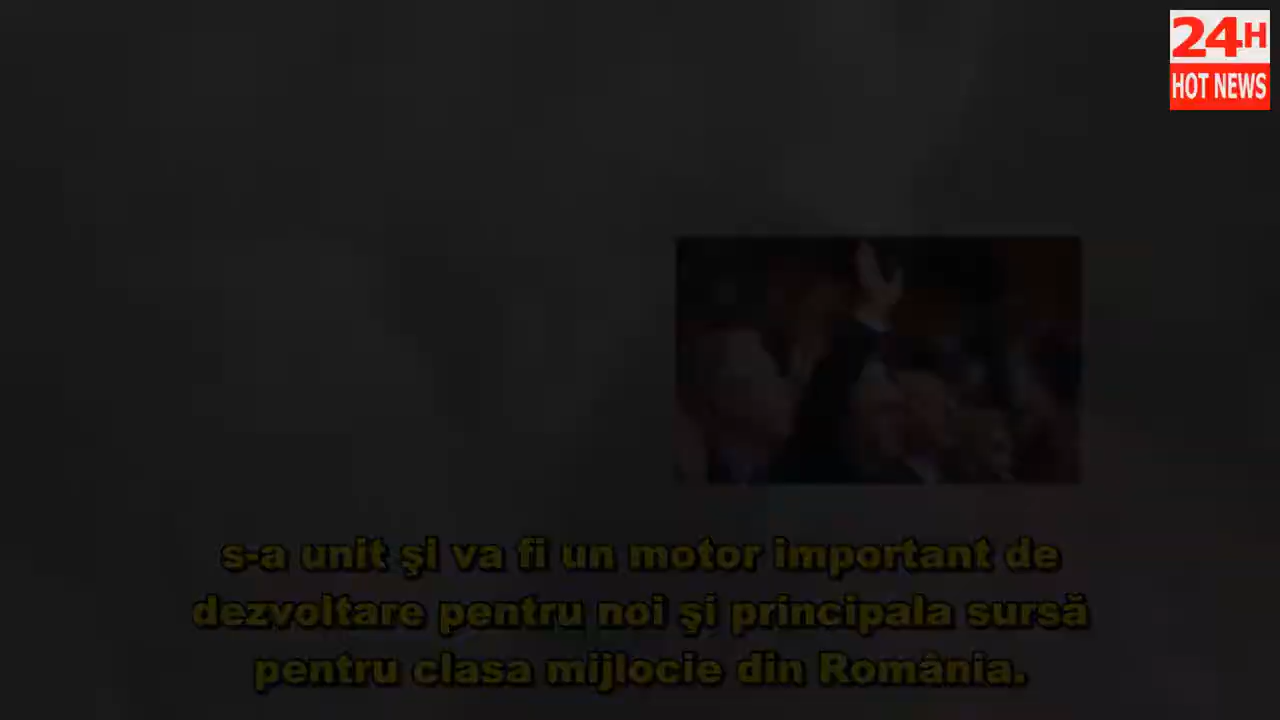 24H
HOT NEWS
s-a unit şi va fi un motor important de
dezvoltare pentru noi şi principala sursă
pentru clasa mijlocie din România.